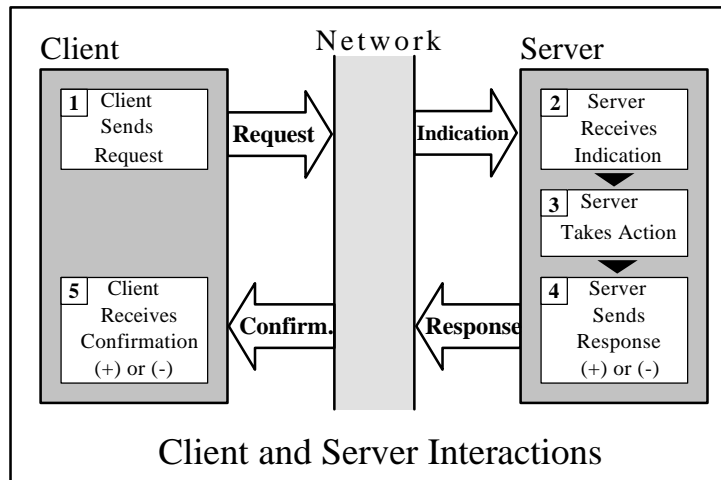 Client
Network
Server
1 Client
Sends
Request
Request
Indication
2 Server
Receives
Indication
3 Server
Takes Action
4 Server
Sends
Response
(+) or (-)
Response
Confirm.
5 Client
Receives
Confirmation
(+) or (-)
Client and Server Interactions